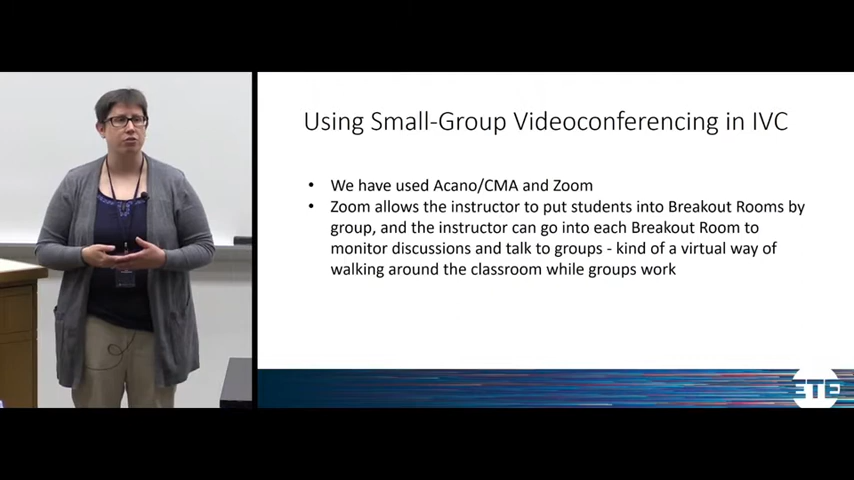 Using Small-Group Videoconferencing in IVC
• We have used Acano/CMA and Zoom
• Zoom allows the instructor to put students into Breakout Rooms by
group, and the instructor can go into each Breakout Room to
monitor discussions and talk to groups - kind of a virtual way of
walking around the classroom while groups work
ETE